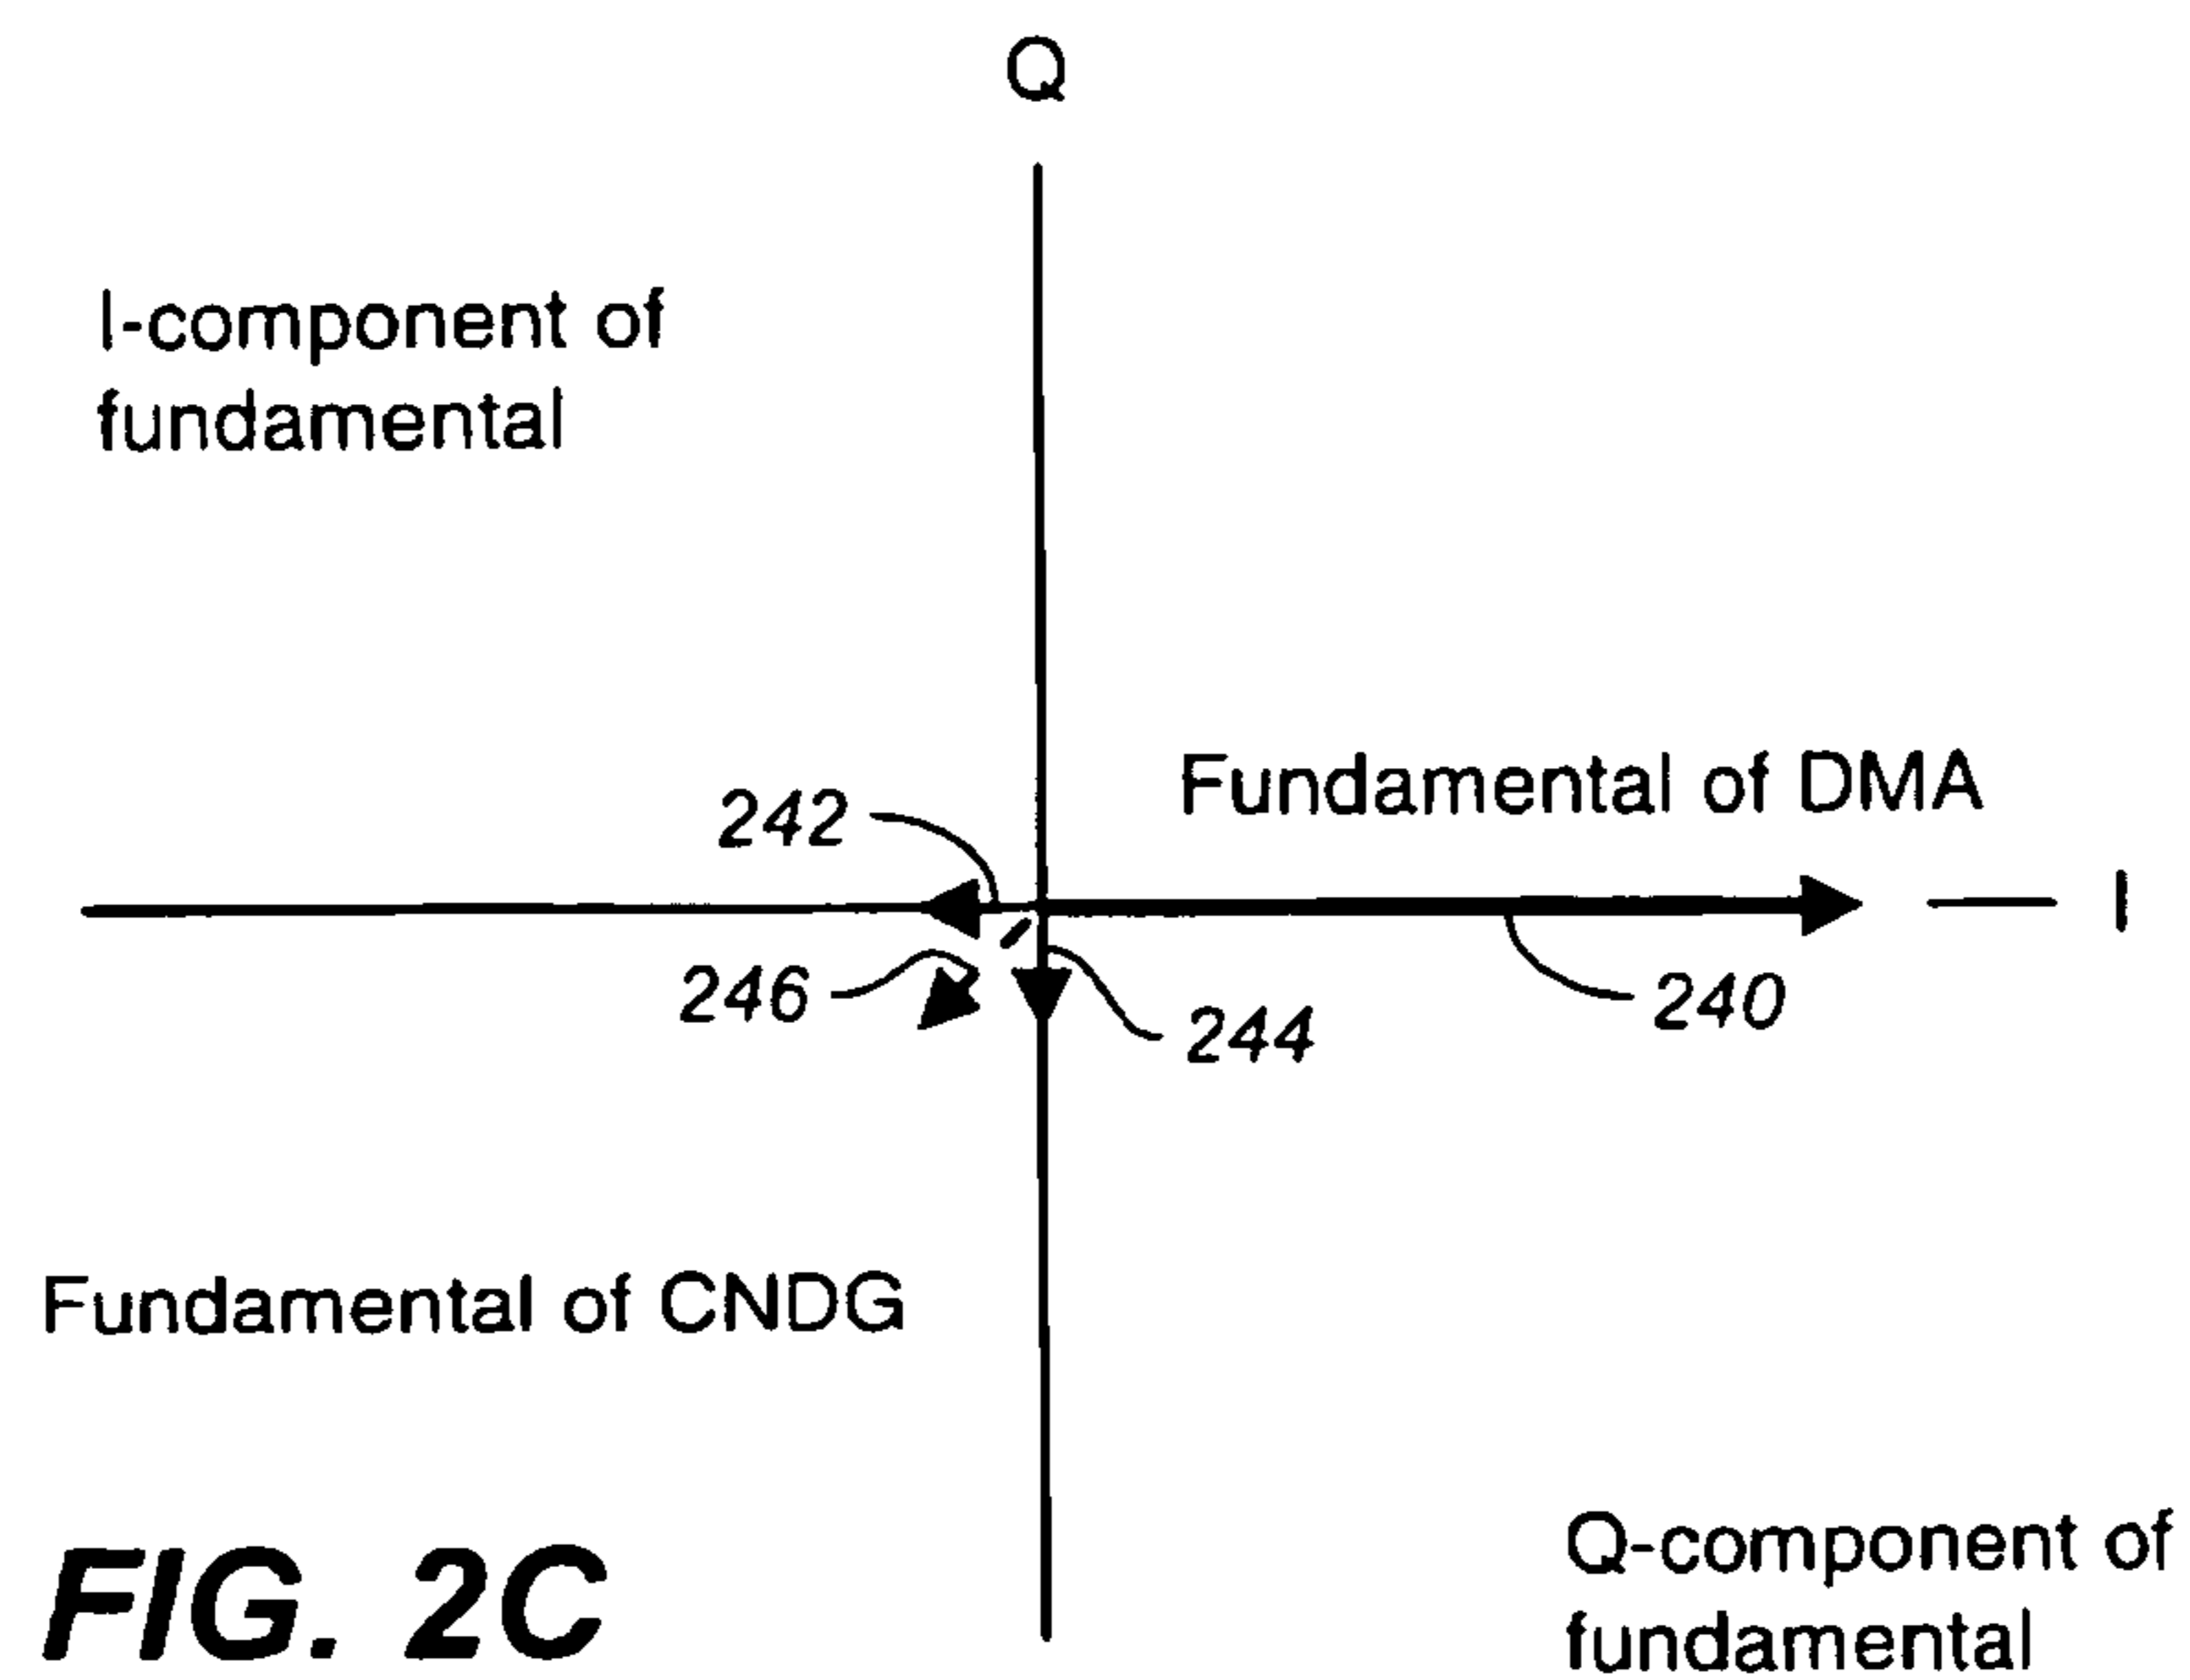 Q
I-component of
fundamental
Fundamental of DMA
242
I
246
240
244
Fundamental of CNDG
Q-component of
fundamental
FIG. 2C